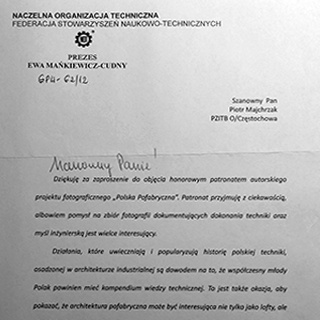 NACZELNA ORGANIZACJA TECHNICZNA
FEDERACJA STOWARZYSZEŃ NAUKOWO-TECHNICZNYCH
PREZES
EWA MAŃKIEWICZ-CUDNY
GPU-62/12
Szanowny Pan
Piotr Majchrzak
PZITB O/Częstochowa
Szanowny Panie!
Dziękuję za zaproszenie do objęcia honorowym patronatem autorskiego
projektu fotograficznego „Polska Pofabryczna". Patronat przyjmuję z ciekawością,
albowiem pomysł na zbiór fotografii dokumentujących dokonania techniki oraz
myśl inżynierską jest wielce interesujący.
Działania, które uwieczniają i popularyzują historię polskiej techniki,
osadzonej w architekturze industrialnej są dowodem na to, że współczesny młody
Polak powinien mieć kompendium wiedzy technicznej. To jest także okazja, aby
pokazać, że architektura pofabryczna może być interesująca nie tylko jako lofty, ale